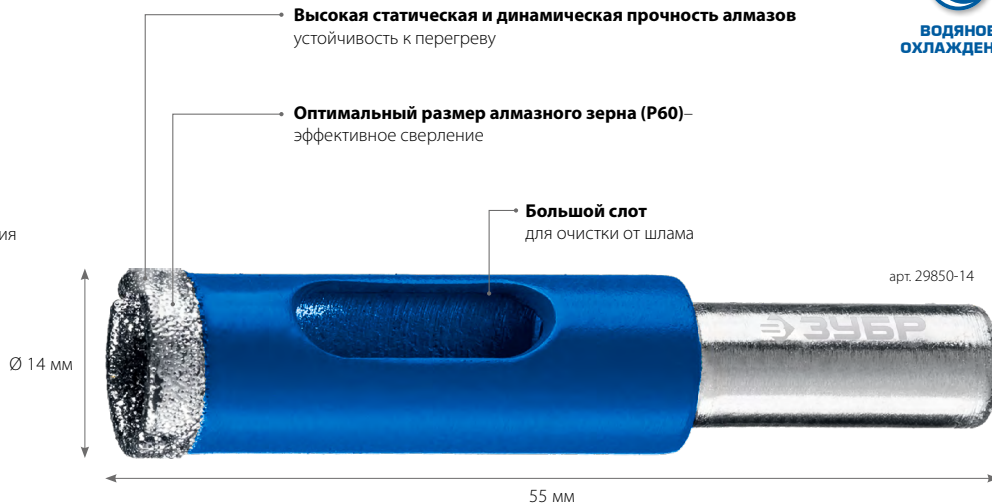 Высокая статическая и динамическая прочность алмазов
устойчивость к перегреву
ВОДЯНОЕ
ОХЛАЖДЕН
Оптимальный размер алмазного зерна (Р60)–
эффективное сверление
Большой слот
для очистки от шлама
ия
арт. 29850-14
ЗУБР
Ø 14 мм
55 мм